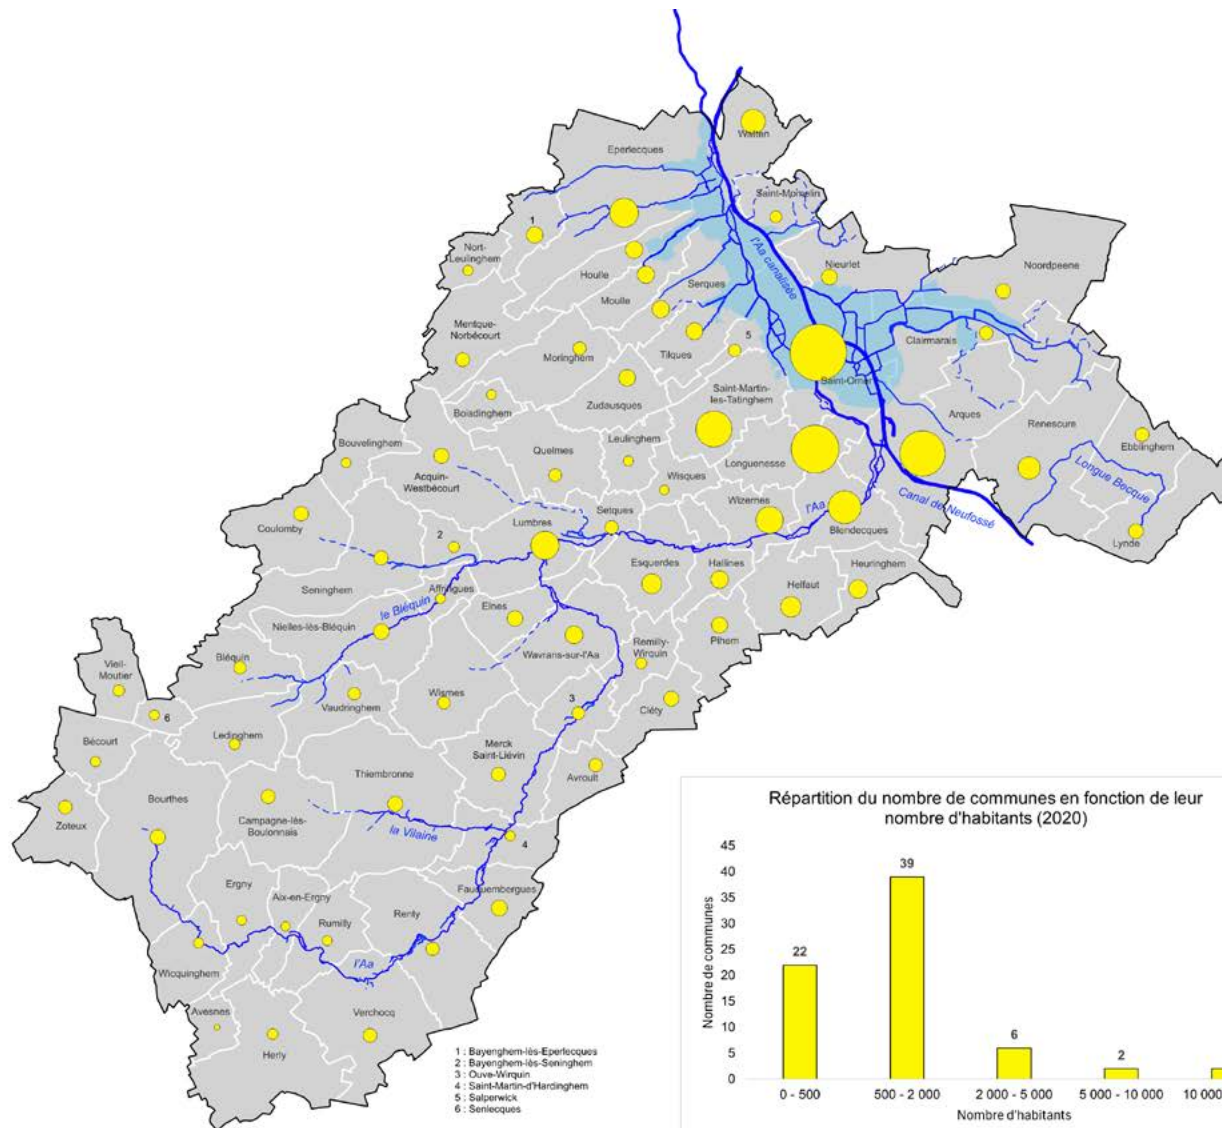 Watten
Eperlecques
Saint-Momelin
1
Nort-
Leulinghem
l'Aa canalisée
Nieurlet
Noordpeene
Houlle
Serques
Moulle
Mentque-
Norbécourt
Moringhem
Tilques
5
Clairmarais
Saint-Omer
Boisdinghem
Zudausques
Saint-Martin-
les-Tatinghem
Arques
Renescure
Bouvelinghem
Leulinghem
Ebblinghem
Acquin-
Westbécourt
Quelmes
Wisques
Longuenesse
Longue Becque
Coulomby
Setques
Wizernes
l'Aa
Canal de Neufossé
Lumbres
Blendecques
Lynde
2
Seninghem
Esquerdes
Hallines
Heuringhem
Helfaut
Affringues
le Bléquin
Elnes
Nielles-lès-Bléquin
Pihem
Remilly-
Wirquin
Wavrans-sur-l'Aa
Bléquin
Vieil-
Moutier
Vaudringhem
Wismes
3
Cléty
6
Ledinghem
Bécourt
Merck
Saint-Liévin
Avroult
Thiembronne
Bourthes
Zoteux
Campagne-lès-
Boulonnais
la Vilaine
4
Ergny
Aix-en-Ergny
Rumilly
Renty
Fauquembergues
Wicquinghem
l'Aa
Avesnes
Herly
Verchocq
1 : Bayenghem-lès-Eperlecques
2 : Bayenghem-lès-Seninghem
3 : Ouve-Wirquin
4 : Saint-Martin-d'Hardinghem
5 : Salperwick
6 : Senlecques
Répartition du nombre de communes en fonction de leur
nombre d'habitants (2020)
Nombre de communes
45
40
35
30
25
20
15
10
5
0
22
39
6
2
0 - 500
500 - 2 000
2 000 - 5 000
5 000 - 10 000
10 000
Nombre d'habitants